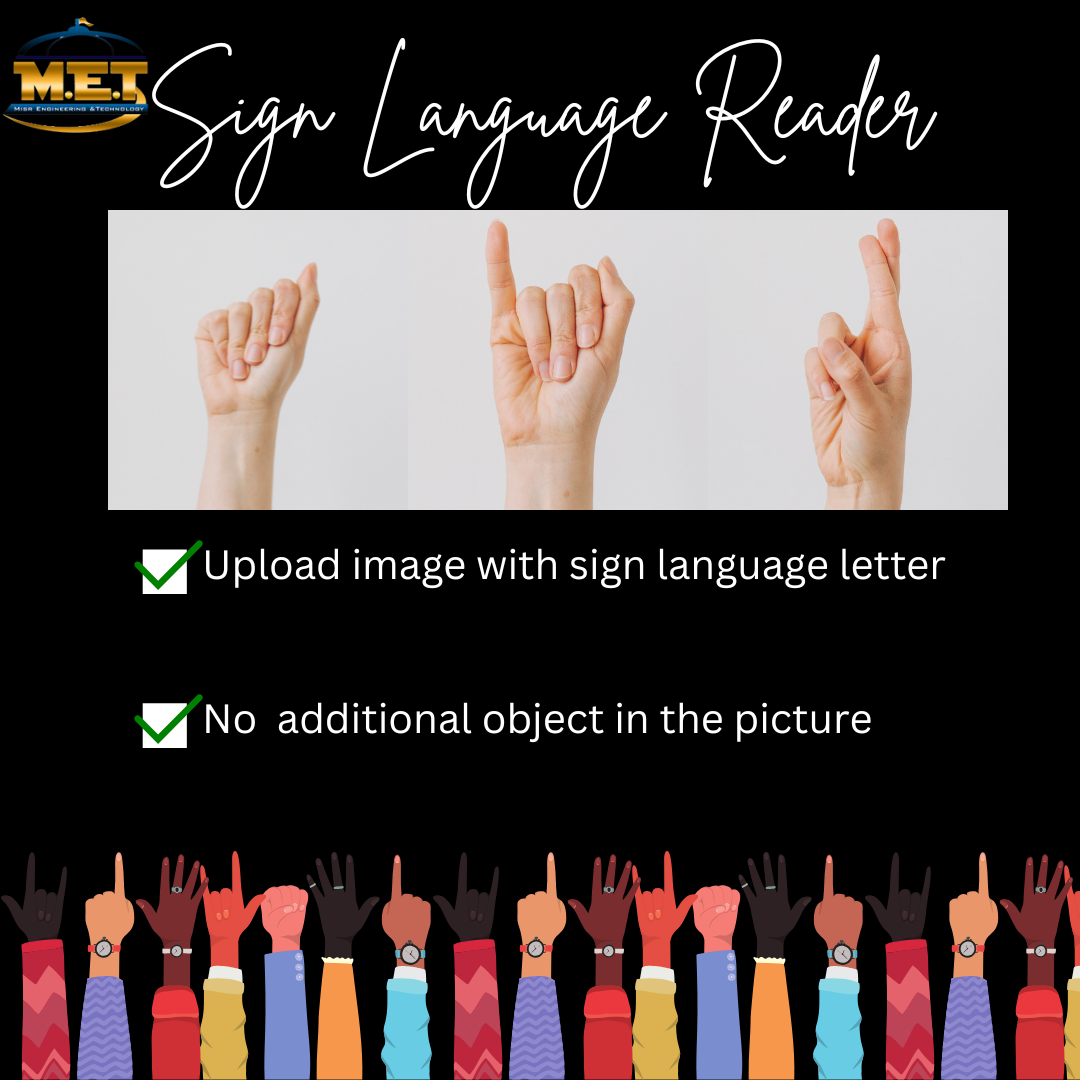 M.E.T
Misr Engineering &Technology
Sign Language Reader
Upload image with sign language letter
No additional object in the picture